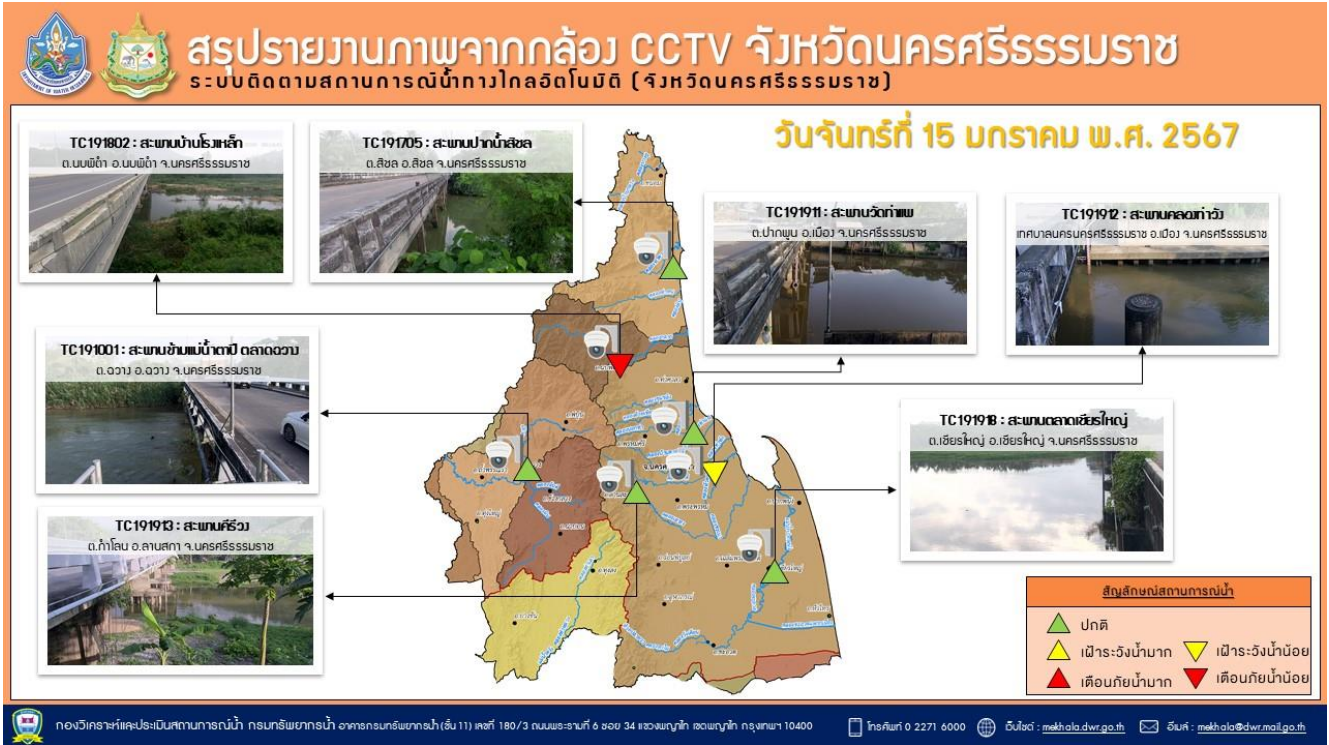 สรุปรายงานภาพจากกล้อง CCTV จังหวัดนครศรีธรรมราช
ระบบติดตามสถานการณ์น้ำทางไกลอัตโนมัติ (จังหวัดนครศรีธรรมราช)
วันจันทร์ที่ 15 มกราคม พ.ศ. 2567
TC191802 : สะพานบ้านโรงเหล็ก
ต.นบพิตำ อ.นบพิตำ จ.นครศรีธรรมราช
TC191705 : สะพานปากน้ำสิชล
ต.สิชล อ.สิชล จ.นครศรีธรรมราช
TC191911 : สะพานวัดท่าแพ
ต.ปากพูน อ.เมือง จ.นครศรีธรรมราช
TC191912 : สะพานคลองท่าวัง
เทศบาลนครนครศรีธรรมราช อ.เมือง จ.นครศรีธรรมราช
TC191001 : สะพานข้ามแม่น้ำตาปี ตลาดฉวาง
ต.ฉวาง อ.ฉวาง จ.นครศรีธรรมราช
TC191918 : สะพานตลาดเชียรใหญ่
ต.เชียรใหญ่ อ.เชียรใหญ่ จ.นครศรีธรรมราช
TC191913 : สะพานคีรีวง
ต.กำโลน อ.ลานสกา จ.นครศรีธรรมราช
สัญลักษณ์สถานการณ์น้ำ
ปกติ
เฝ้าระวังน้ำมาก
เฝ้าระวังน้ำน้อย
เตือนภัยน้ำมาก
เตือนภัยน้ำน้อย
กองวิเคราะห์และประเมินสถานการณ์น้ำ กรมทรัพยากรน้ำ อาคารกรมทรัพยากรน้ำ (ชั้น 11) เลขที่ 180/3 ถนนพระรามที่ 6 ซอย 34 แขวงพญาไท เขตพญาไท กรุงเทพฯ 10400
โทรศัพท์ 0 2271 6000
เว็บไซต์ : mekhala.dwr.go.th
อีเมล์ : mekhala@dwr.mail.go.th